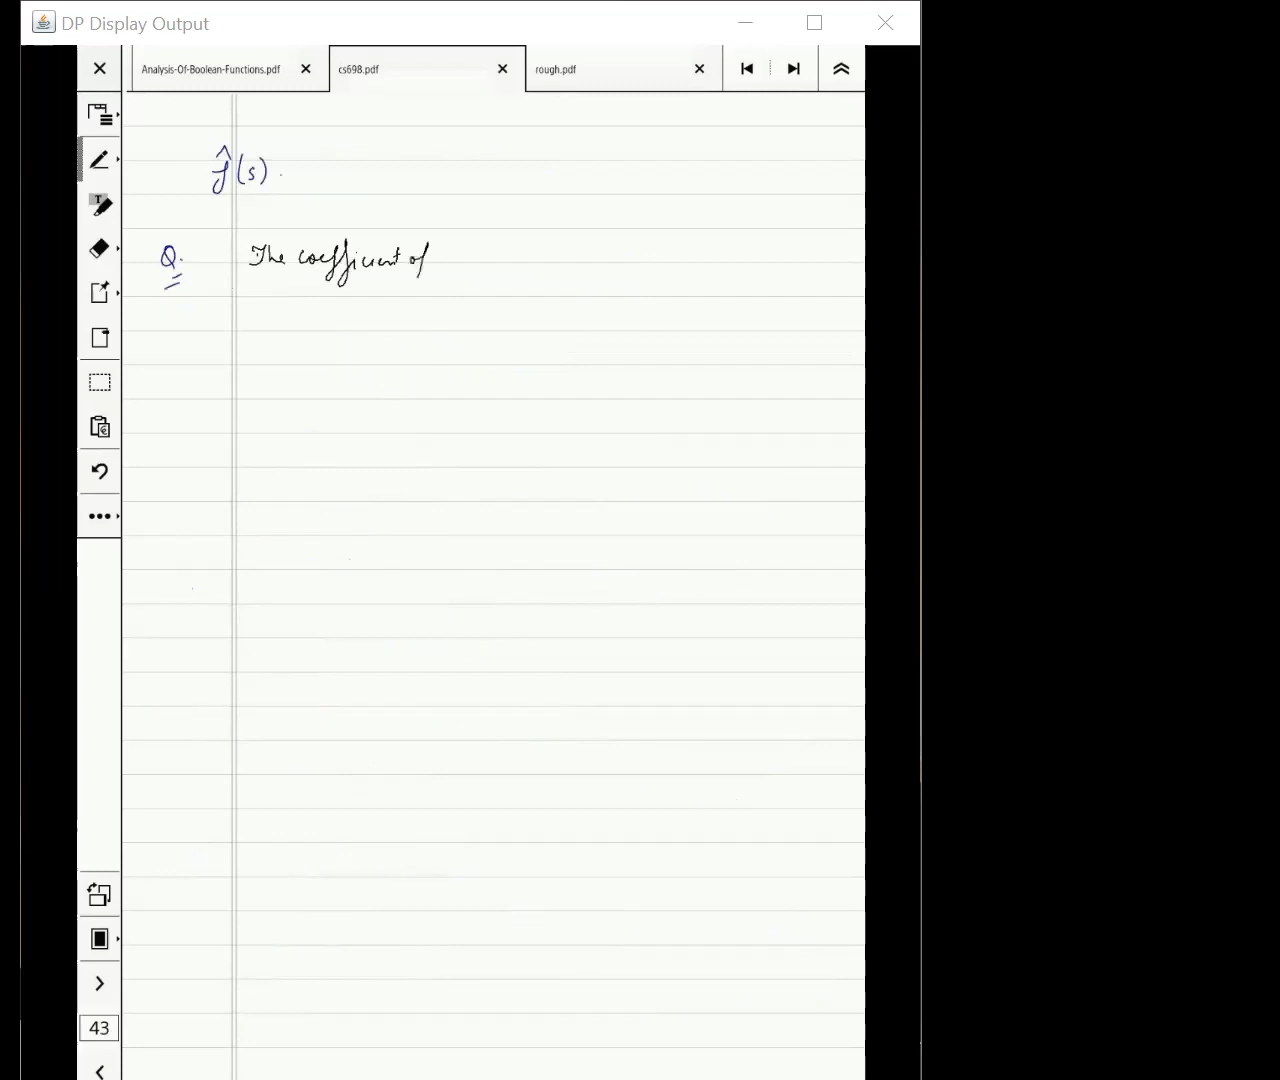 DP Display Output
Analysis-Of-Boolean-Functions.pdf
cs698.pdf
rough.pdf
f̂(s).
Q. The coefficient of
43